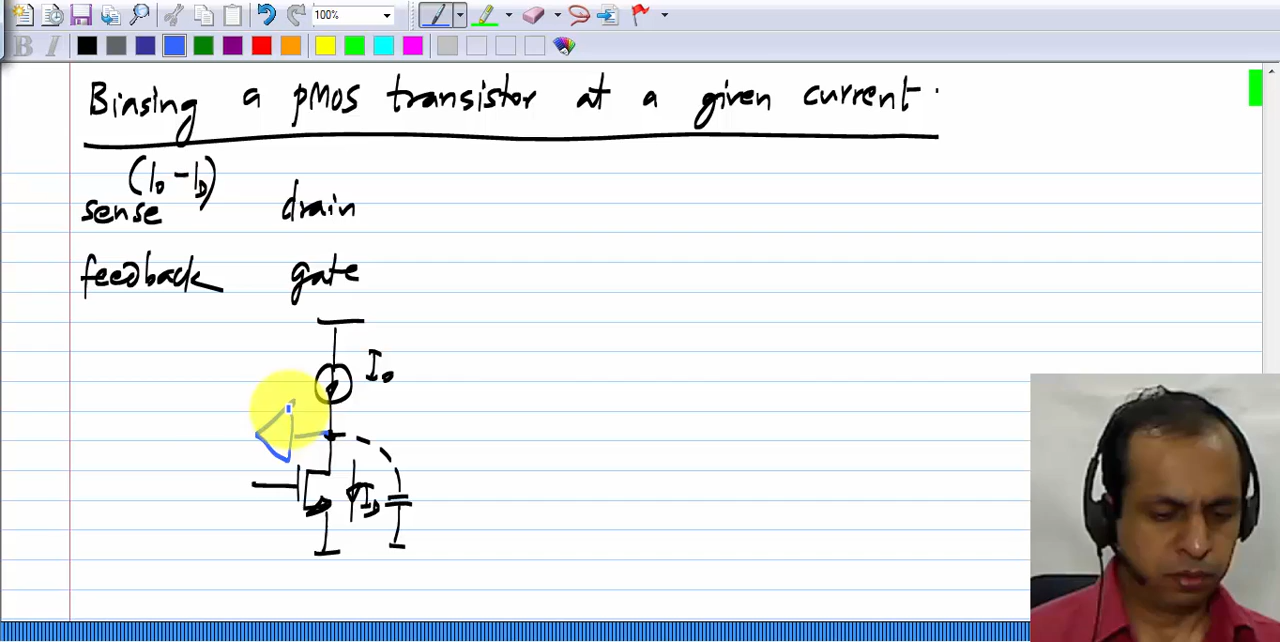 100%
B I
Biasing a pMOS transistor at a given current.
(I0 - ID)
sense drain
feedback gate
I0
ID